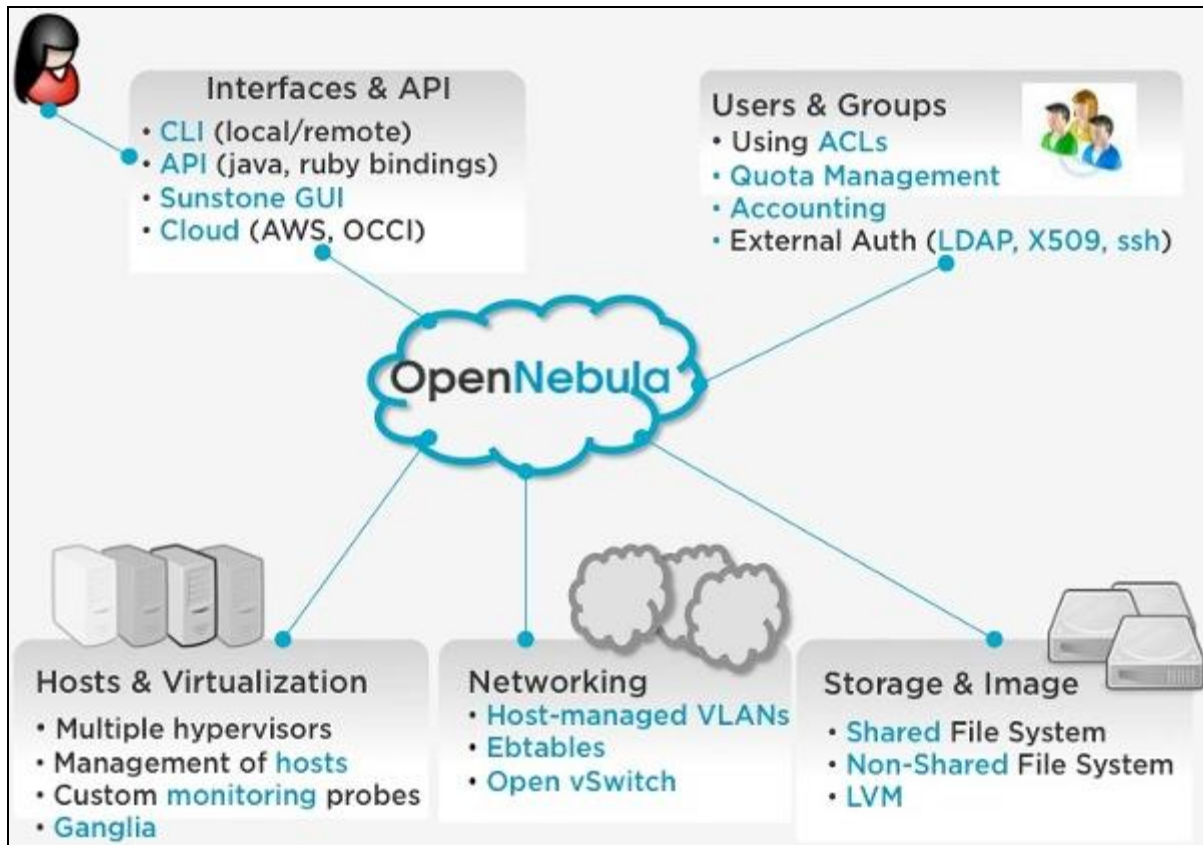 Interfaces & API
• CLI (local/remote)
• API (java, ruby bindings)
• Sunstone GUI
• Cloud (AWS, OCCI)
Users & Groups
• Using ACLs
• Quota Management
• Accounting
• External Auth (LDAP, X509, ssh)
OpenNebula
Hosts & Virtualization
• Multiple hypervisors
• Management of hosts
• Custom monitoring probes
• Ganglia
Networking
• Host-managed VLANs
• Ebtables
• Open vSwitch
Storage & Image
• Shared File System
• Non-Shared File System
• LVM